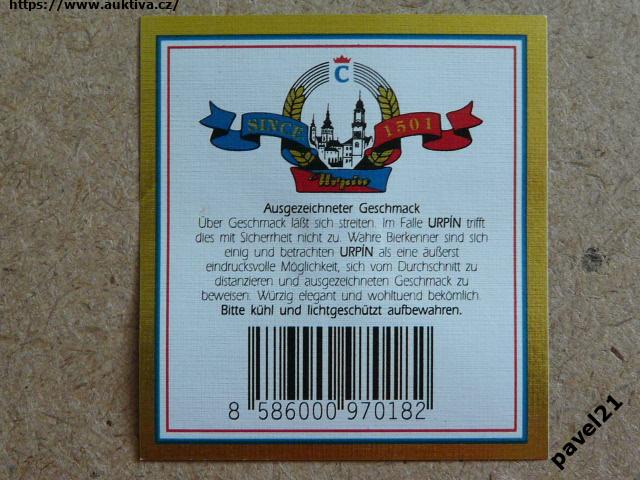 https://www.auktiva.cz/
C
SINCE 1501
Urpín
Ausgezeichneter Geschmack
Über Geschmack läßt sich streiten. Im Falle URPÍN trifft
dies mit Sicherheit nicht zu. Wahre Bierkenner sind sich
einig und betrachten URPÍN als eine äußerst
eindrucksvolle Möglichkeit, sich vom Durchschnitt zu
distanzieren und ausgezeichneten Geschmack zu
beweisen. Würzig elegant und wohltuend bekömlich.
Bitte kühl und lichtgeschützt aufbewahren.
8 586000 970182
pavel21